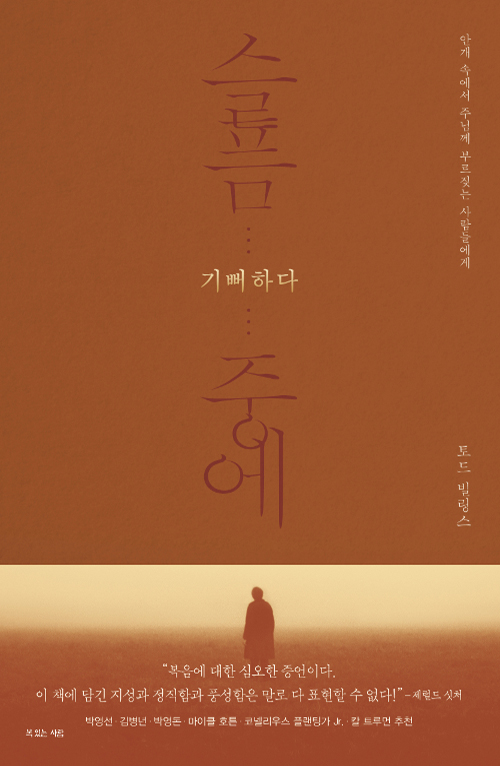 슬픔
기뻐하다
중에
안개 속에서 주님께 부르짖는 사람들에게
토드 빌링스
“복음에 대한 심오한 증언이다.
이 책에 담긴 지성과 정직함과 풍성함은 말로 다 표현할 수 없다!” – 제럴드 싯처
박영선 · 김병년 · 박영돈 · 마이클 호튼 · 코넬리우스 플랜팅가 Jr. · 칼 트루먼 추천
복 있는 사람